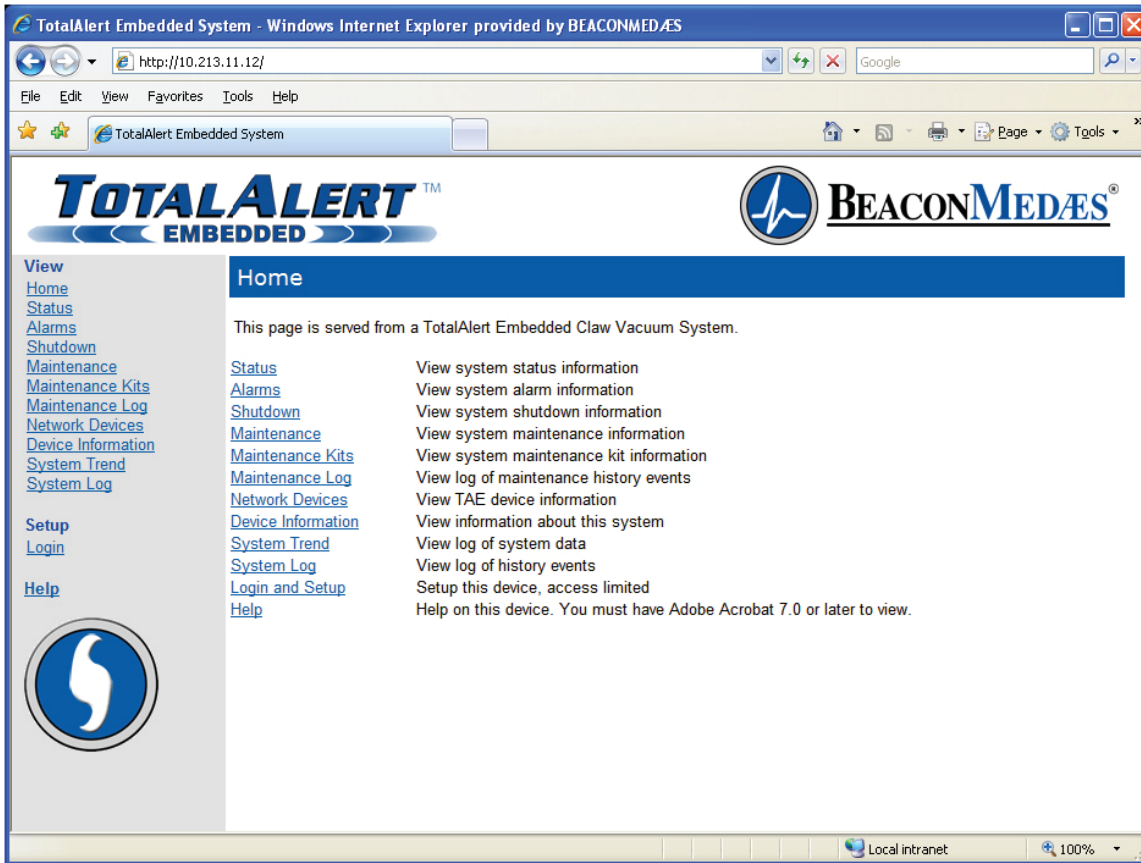 TotalAlert Embedded System - Windows Internet Explorer provided by BEACONMEDÆS
http://10.213.11.12/
Google
File Edit View Favorites Tools Help
TotalAlert Embedded System
Page Tools »
TOTALALERT™
EMBEDDED
BEACONMEDÆS®
View
Home
Status
Alarms
Shutdown
Maintenance
Maintenance Kits
Maintenance Log
Network Devices
Device Information
System Trend
System Log
Setup
Login
Help
Home
This page is served from a TotalAlert Embedded Claw Vacuum System.
Status View system status information
Alarms View system alarm information
Shutdown View system shutdown information
Maintenance View system maintenance information
Maintenance Kits View system maintenance kit information
Maintenance Log View log of maintenance history events
Network Devices View TAE device information
Device Information View information about this system
System Trend View log of system data
System Log View log of history events
Login and Setup Setup this device, access limited
Help Help on this device. You must have Adobe Acrobat 7.0 or later to view.
Local intranet 100%